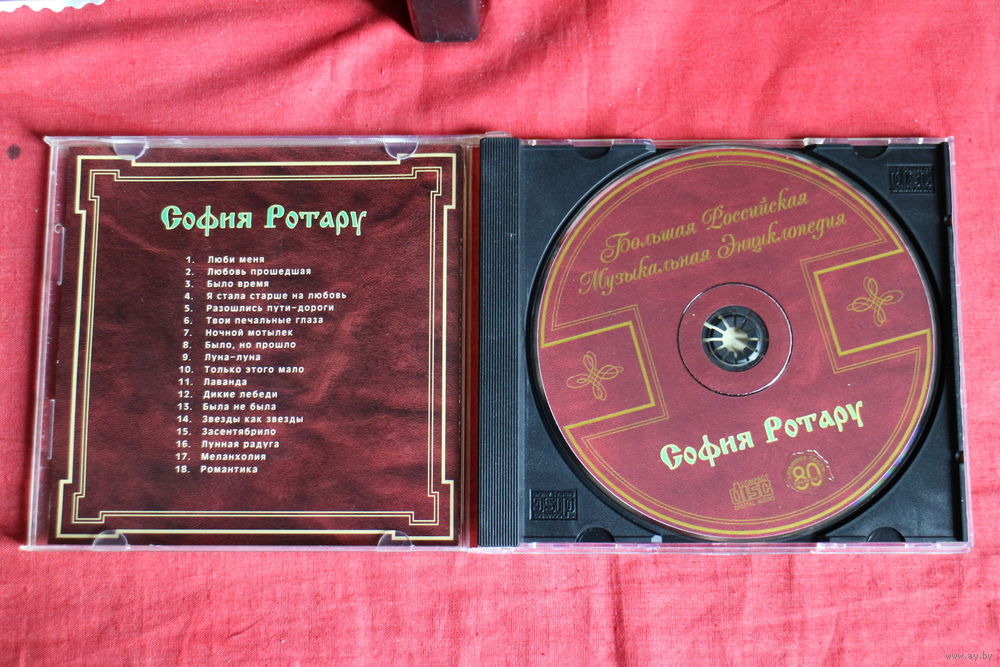 София Ротару
1. Люби меня
2. Любовь прошедшая
3. Было время
4. Я стала старше на любовь
5. Разошлись пути-дороги
6. Твои печальные глаза
7. Ночной мотылек
8. Было, но прошло
9. Луна-луна
10. Только этого мало
11. Лаванда
12. Дикие лебеди
13. Была не была
14. Звезды как звезды
15. Засентябрило
16. Лунная радуга
17. Меланхолия
18. Романтика
Большая Российская
Музыкальная Энциклопедия
София Ротару
COMPACT
disc
DIGITAL AUDIO
80
www.ay.by